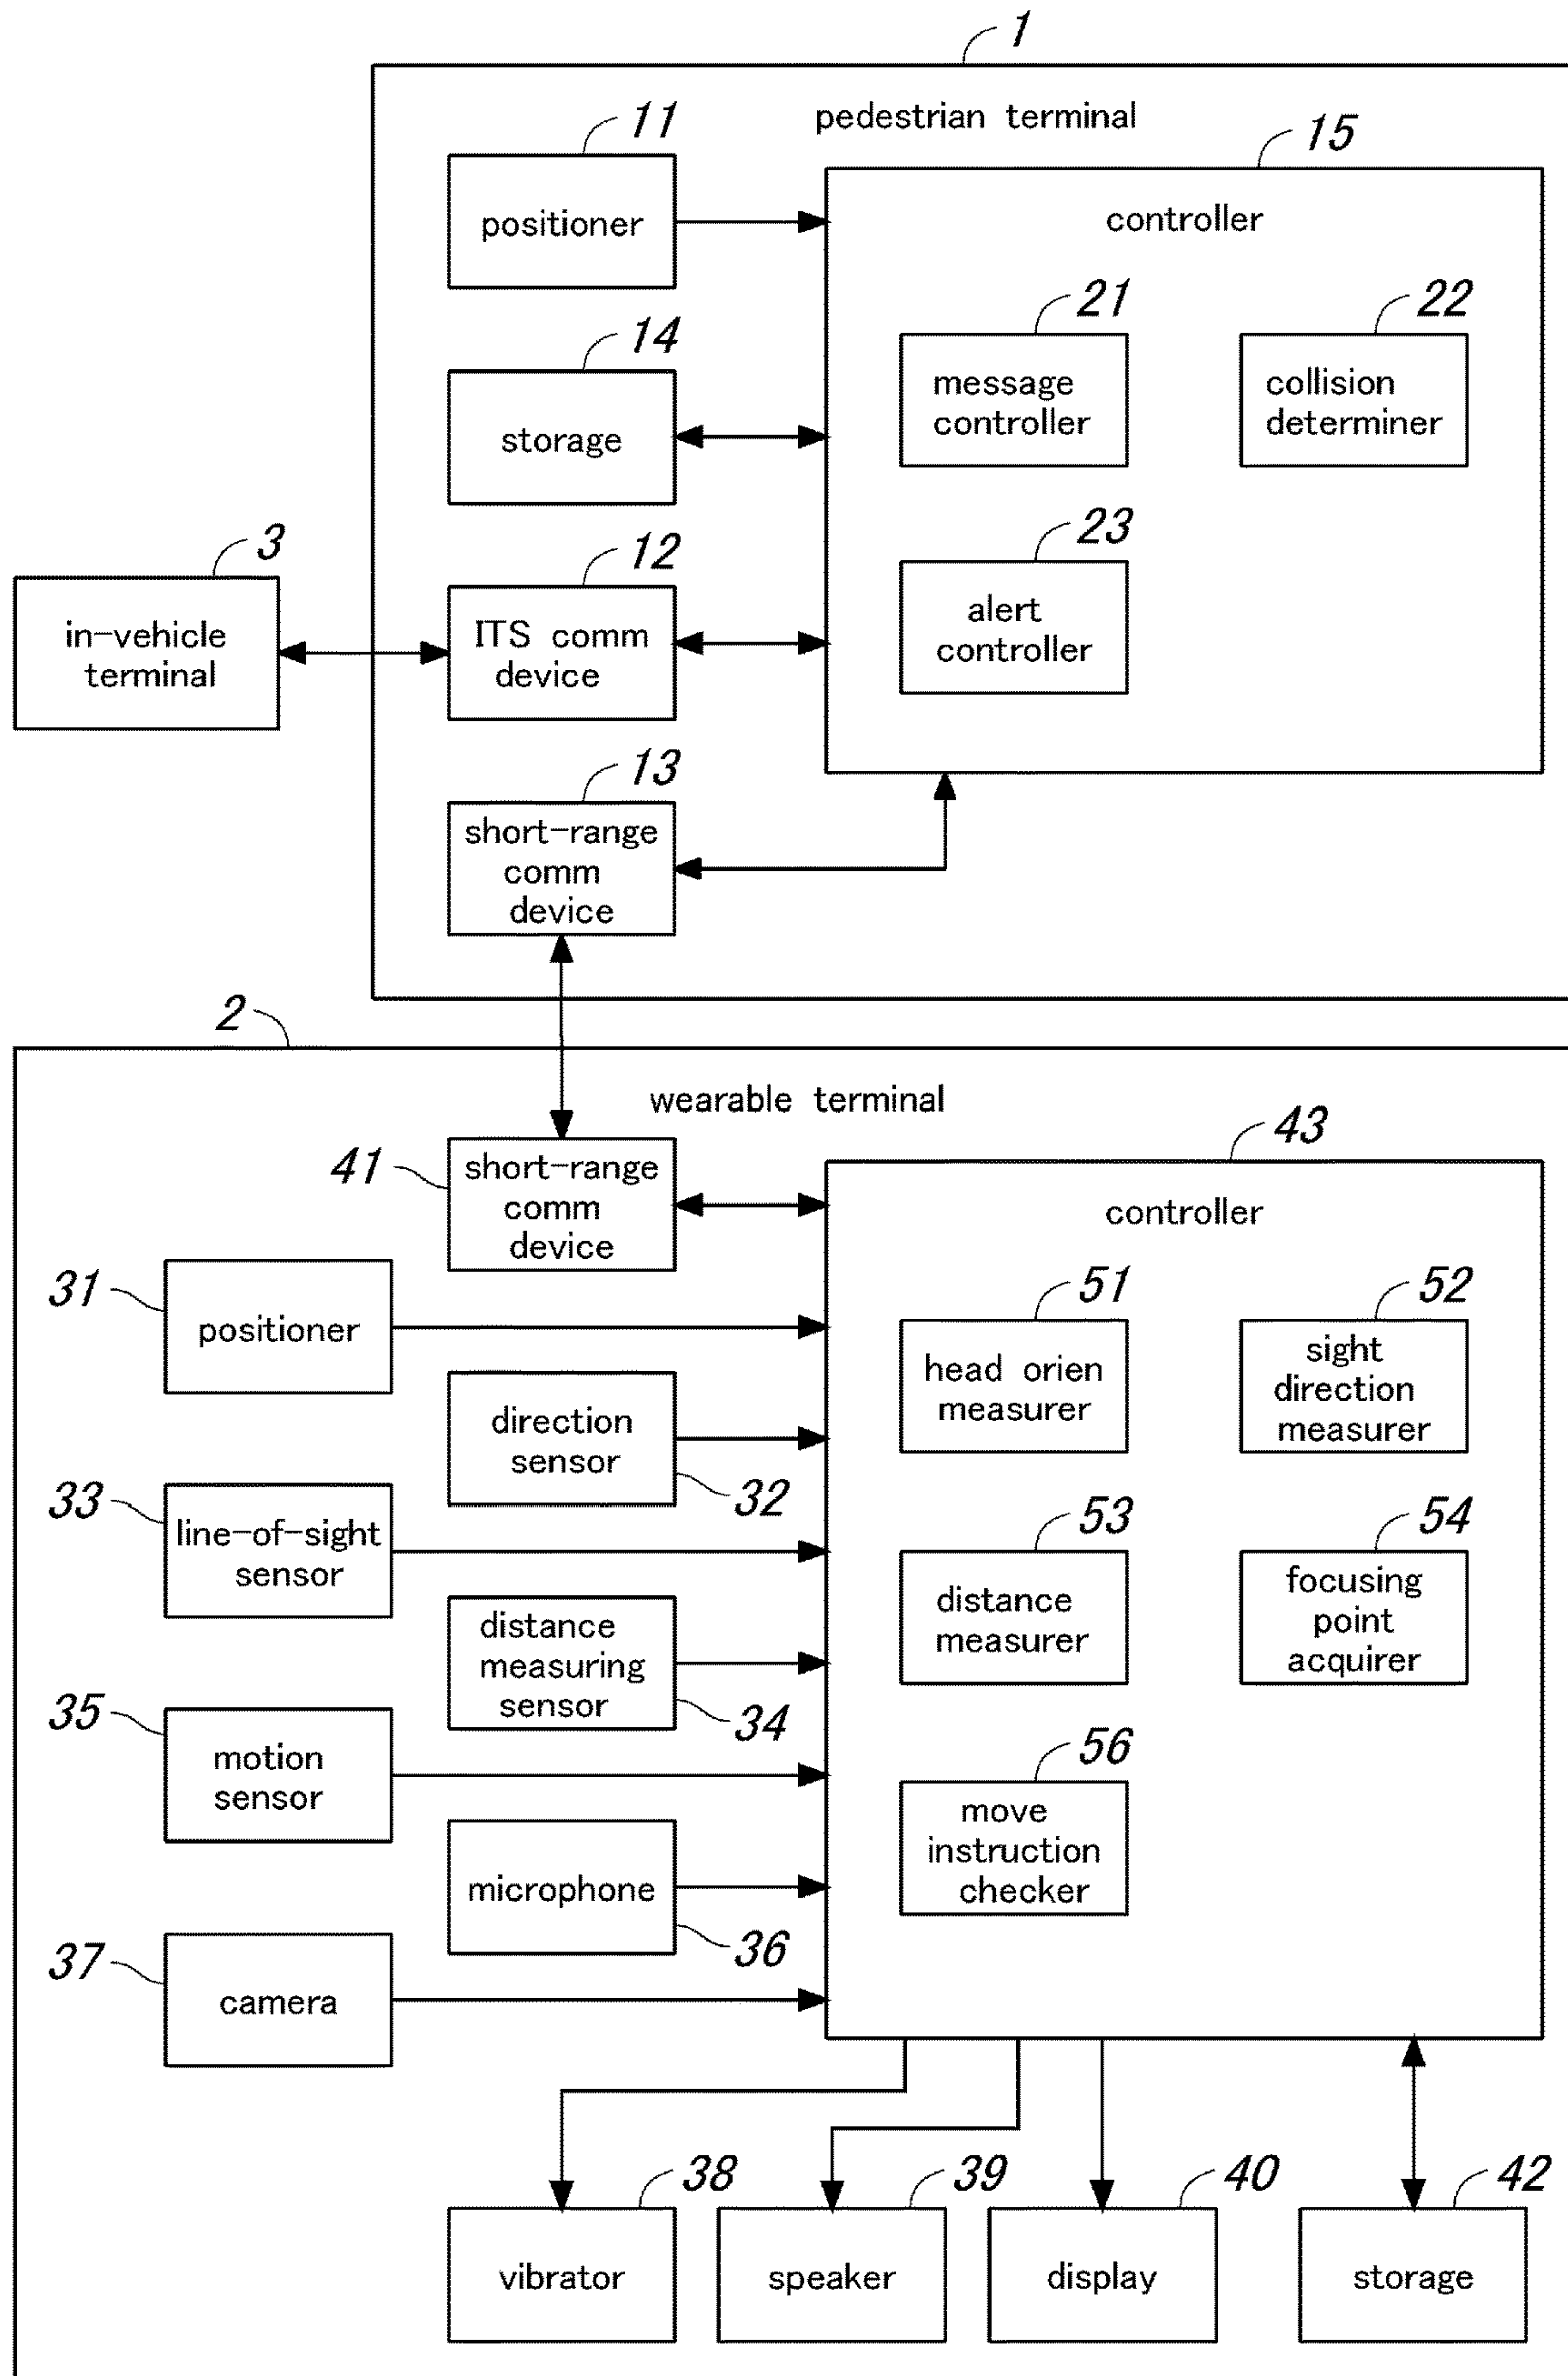 1
pedestrian terminal
11
positioner
15
controller
14
storage
21
message
controller
22
collision
determiner
3
in-vehicle
terminal
12
ITS comm
device
23
alert
controller
13
short-range
comm
device
2
wearable terminal
41
short-range
comm
device
43
controller
31
positioner
51
head orien
measurer
52
sight
direction
measurer
direction
sensor
32
33
line-of-sight
sensor
53
distance
measurer
54
focusing
point
acquirer
distance
measuring
sensor
34
35
motion
sensor
56
move
instruction
checker
microphone
36
37
camera
38
vibrator
39
speaker
40
display
42
storage